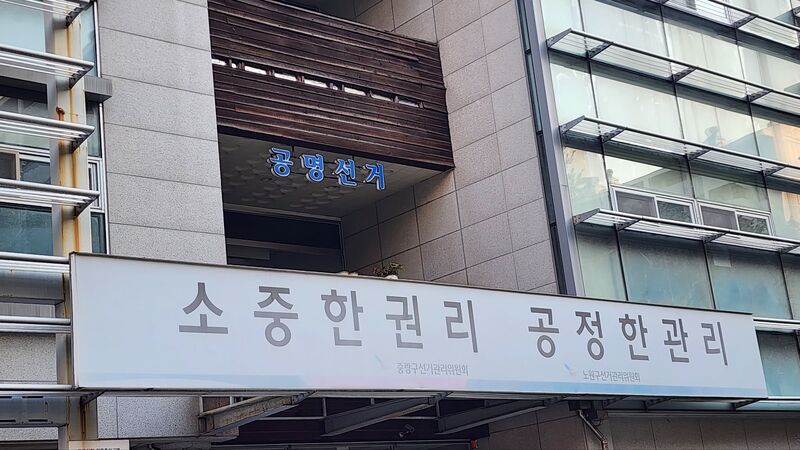 공명선거
소중한권리 공정한관리
중랑구선거관리위원회 노원구선거관리위원회